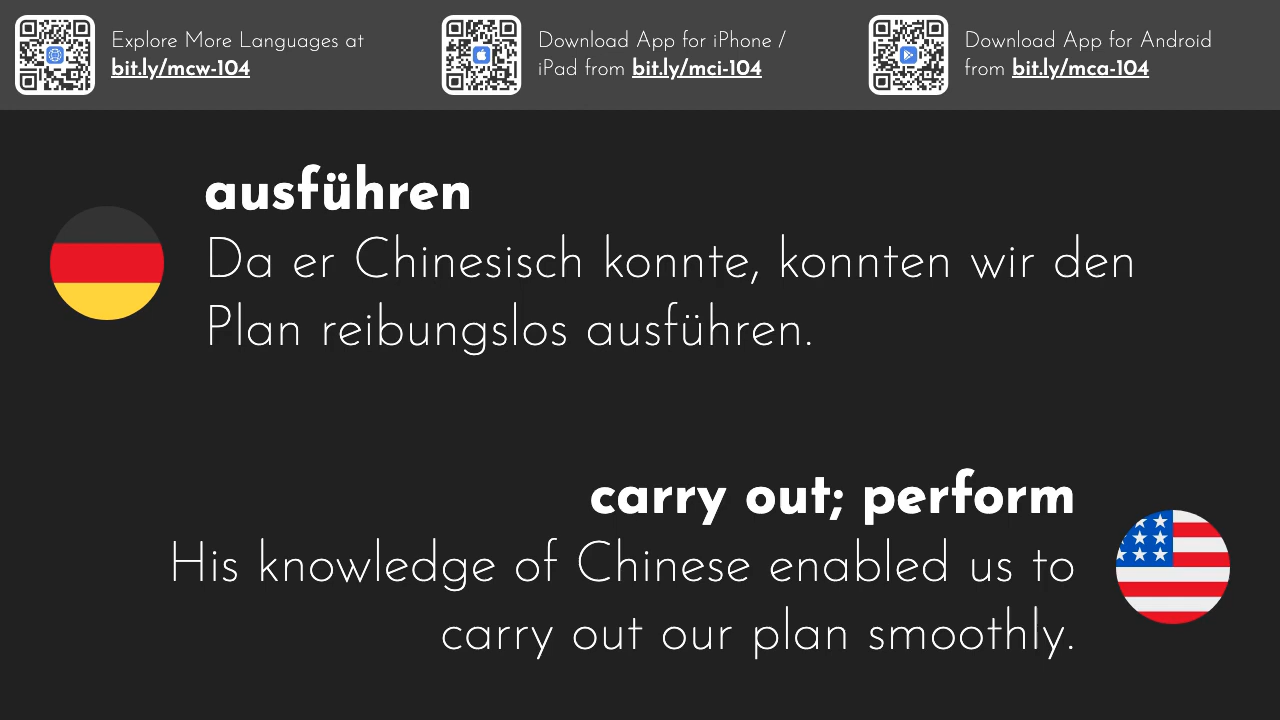 Explore More Languages at
bit.ly/mcw-104
Download App for iPhone /
iPad from bit.ly/mci-104
Download App for Android
from bit.ly/mca-104
ausführen
Da er Chinesisch konnte, konnten wir den
Plan reibungslos ausführen.
carry out; perform
His knowledge of Chinese enabled us to
carry out our plan smoothly.